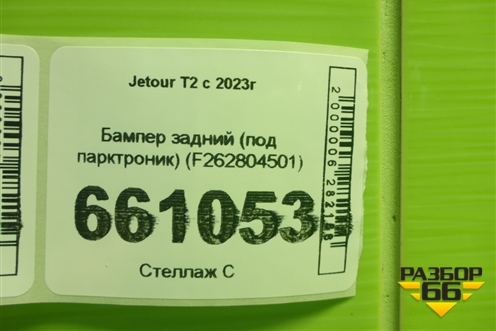 Jetour T2 с 2023г
Бампер задний (под
парктроник) (F262804501)
661053
Стеллаж С
РАЗБОР
66